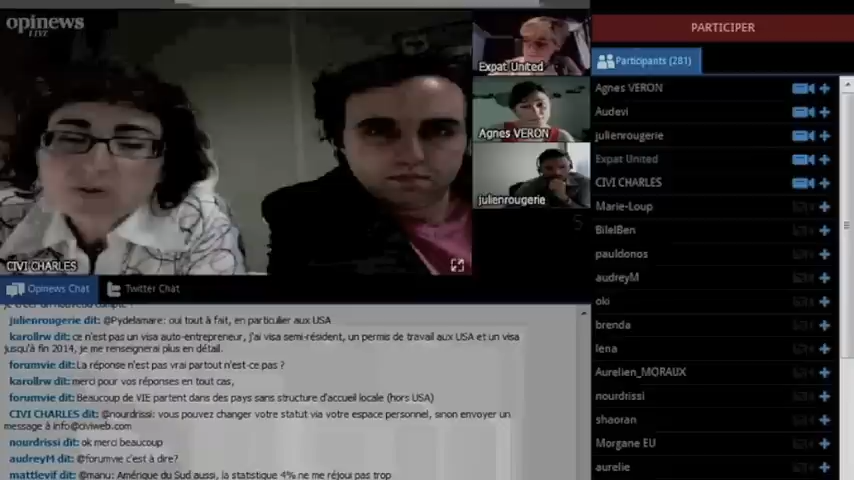 opinews
LIVE
Expat United
Agnes VERON
julienrougerie
CIVI CHARLES
PARTICIPER
Participants (281)
Agnes VERON
Audevi
julienrougerie
Expat United
CIVI CHARLES
Marie-Loup
BilelBen
pauldonos
audreyM
oki
brenda
lena
Aurelien_MORAUX
nourdrissi
shaoran
Morgane EU
aurelie
Opinews Chat
Twitter Chat
julienrougerie dit: @Pydelamare: oui tout à fait, en particulier aux USA
karollrw dit: ce n'est pas un visa auto-entrepreneur, j'ai visa semi-résident, un permis de travail aux USA et un visa
jusqu'à fin 2014, je me renseignerai plus en détail.
forumvie dit: La réponse n'est pas vrai partout n'est-ce pas ?
karollrw dit: merci pour vos réponses en tout cas,
forumvie dit: Beaucoup de VIE partent dans des pays sans structure d'accueil locale (hors USA)
CIVI CHARLES dit: @nourdrissi: vous pouvez changer votre statut via votre espace personnel, sinon envoyer un
message à info@civiweb.com
nourdrissi dit: ok merci beaucoup
audreyM dit: @forumvie c'est à dire?
mattlevif dit: @manu: Amérique du Sud aussi, la statistique 4% ne me réjoui pas trop